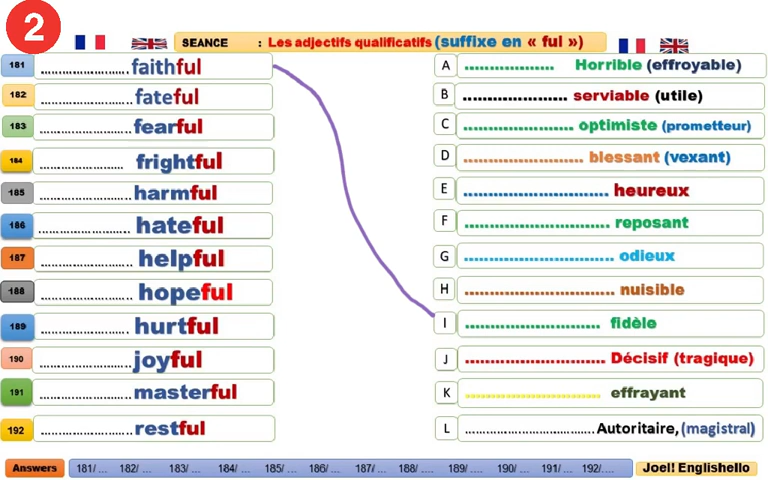 2
SEANCE : Les adjectifs qualificatifs (suffixe en « ful »)
181 ........................ faithful
182 ........................ fateful
183 ........................ fearful
184 ........................ frightful
185 ........................ harmful
186 ........................ hateful
187 ........................ helpful
188 ........................ hopeful
189 ........................ hurtful
190 ........................ joyful
191 ........................ masterful
192 ........................ restful
A ........................ Horrible (effroyable)
B ........................ serviable (utile)
C ........................ optimiste (prometteur)
D ........................ blessant (vexant)
E ........................ heureux
F ........................ reposant
G ........................ odieux
H ........................ nuisible
I ........................ fidèle
J ........................ Décisif (tragique)
K ........................ effrayant
L ........................ Autoritaire, (magistral)
Answers 181/ ... 182/ ... 183/ ... 184/ ... 185/ ... 186/ ... 187/ ... 188/ ... 189/ ... 190/ ... 191/ ... 192/ ... Joel! Englishello